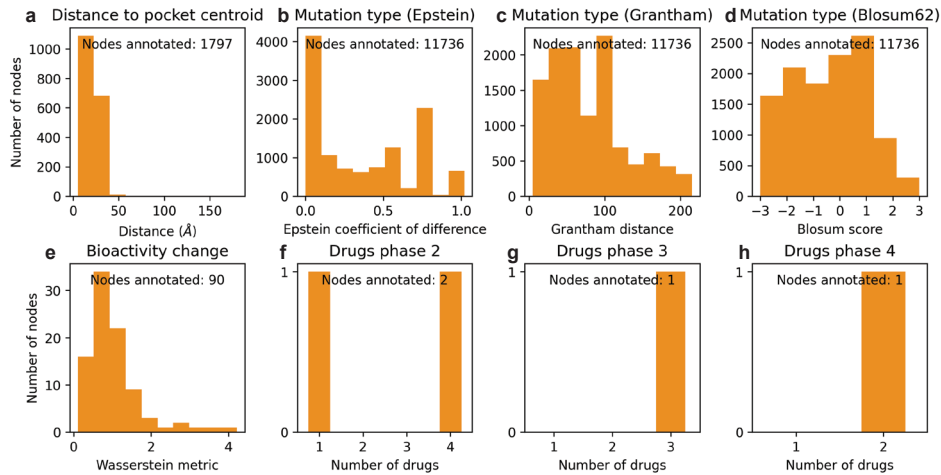 a Distance to pocket centroid
Nodes annotated: 1797
Number of nodes
1000
800
600
400
200
0
0 50 100 150
Distance (Å)
b Mutation type (Epstein)
Nodes annotated: 11736
4000
3000
2000
1000
0
0.0 0.5 1.0
Epstein coefficient of difference
c Mutation type (Grantham)
Nodes annotated: 11736
2000
1500
1000
500
0
0 100 200
Grantham distance
d Mutation type (Blosum62)
Nodes annotated: 11736
2500
2000
1500
1000
500
0
−3 −2 −1 0 1 2 3
Blosum score
e Bioactivity change
Nodes annotated: 90
Number of nodes
30
20
10
0
0 2 4
Wasserstein metric
f Drugs phase 2
Nodes annotated: 2
1
0
1 2 3 4
Number of drugs
g Drugs phase 3
Nodes annotated: 1
1
0
1 2 3
Number of drugs
h Drugs phase 4
Nodes annotated: 1
1
0
1 2
Number of drugs